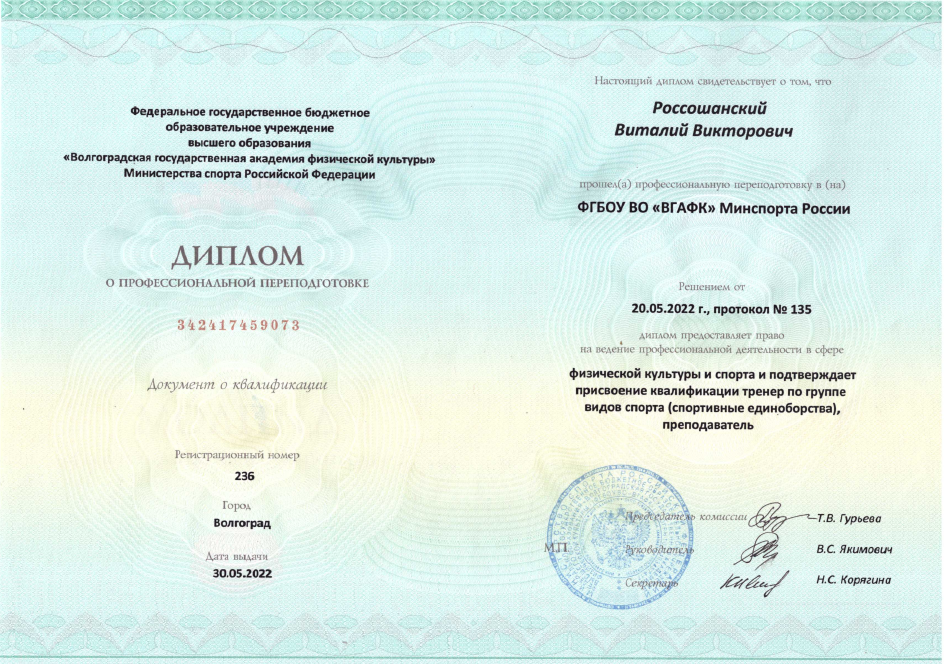 Федеральное государственное бюджетное
образовательное учреждение
высшего образования
«Волгоградская государственная академия физической культуры»
Министерства спорта Российской Федерации
ДИПЛОМ
О ПРОФЕССИОНАЛЬНОЙ ПЕРЕПОДГОТОВКЕ
342417459073
Документ о квалификации
Регистрационный номер
236
Город
Волгоград
Дата выдачи
30.05.2022
Настоящий диплом свидетельствует о том, что
Россошанский
Виталий Викторович
прошел(а) профессиональную переподготовку в (на)
ФГБОУ ВО «ВГАФК» Минспорта России
Решением от
20.05.2022 г., протокол № 135
диплом предоставляет право
на ведение профессиональной деятельности в сфере
физической культуры и спорта и подтверждает
присвоение квалификации тренер по группе
видов спорта (спортивные единоборства),
преподаватель
Председатель комиссии Т.В. Гурьева
М.П.
Руководитель В.С. Якимович
Секретарь Н.С. Корягина